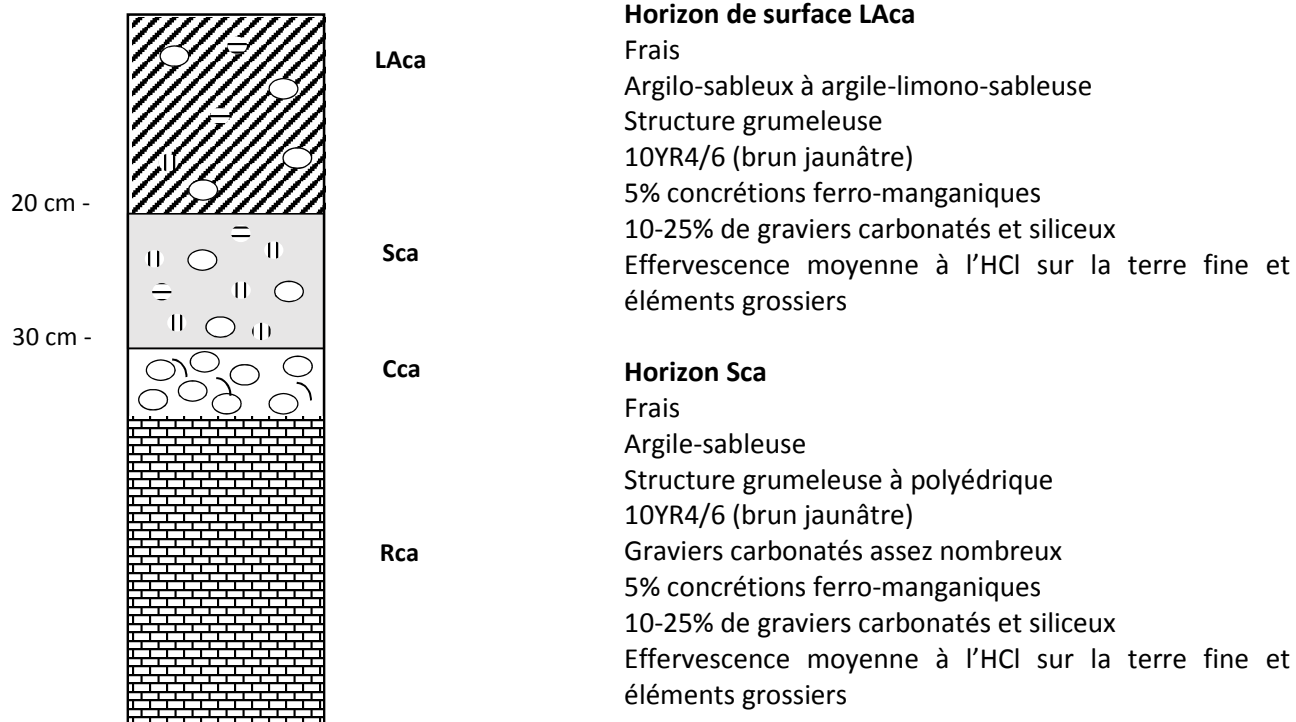 LAca
20 cm -
Sca
30 cm -
Cca
Rca
Horizon de surface LAca
Frais
Argilo-sableux à argile-limono-sableuse
Structure grumeleuse
10YR4/6 (brun jaunâtre)
5% concrétions ferro-manganiques
10-25% de graviers carbonatés et siliceux
Effervescence moyenne à l’HCl sur la terre fine et
éléments grossiers
Horizon Sca
Frais
Argile-sableuse
Structure grumeleuse à polyédrique
10YR4/6 (brun jaunâtre)
Graviers carbonatés assez nombreux
5% concrétions ferro-manganiques
10-25% de graviers carbonatés et siliceux
Effervescence moyenne à l’HCl sur la terre fine et
éléments grossiers